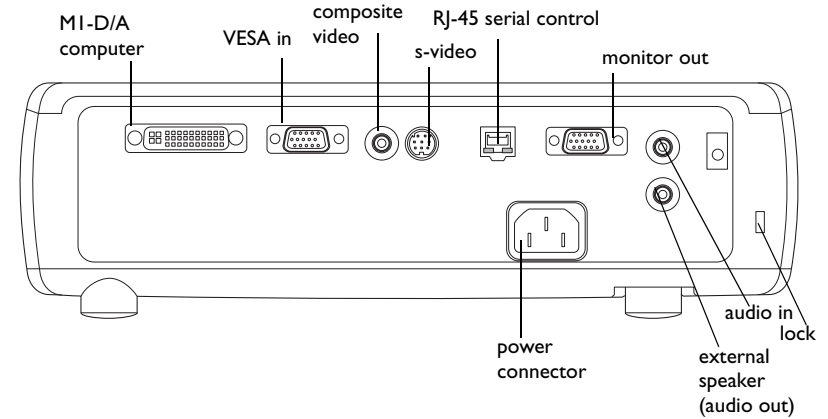 M1-D/A
computer
VESA in
composite
video
s-video
RJ-45 serial control
monitor out
audio in
lock
power
connector
external
speaker
(audio out)